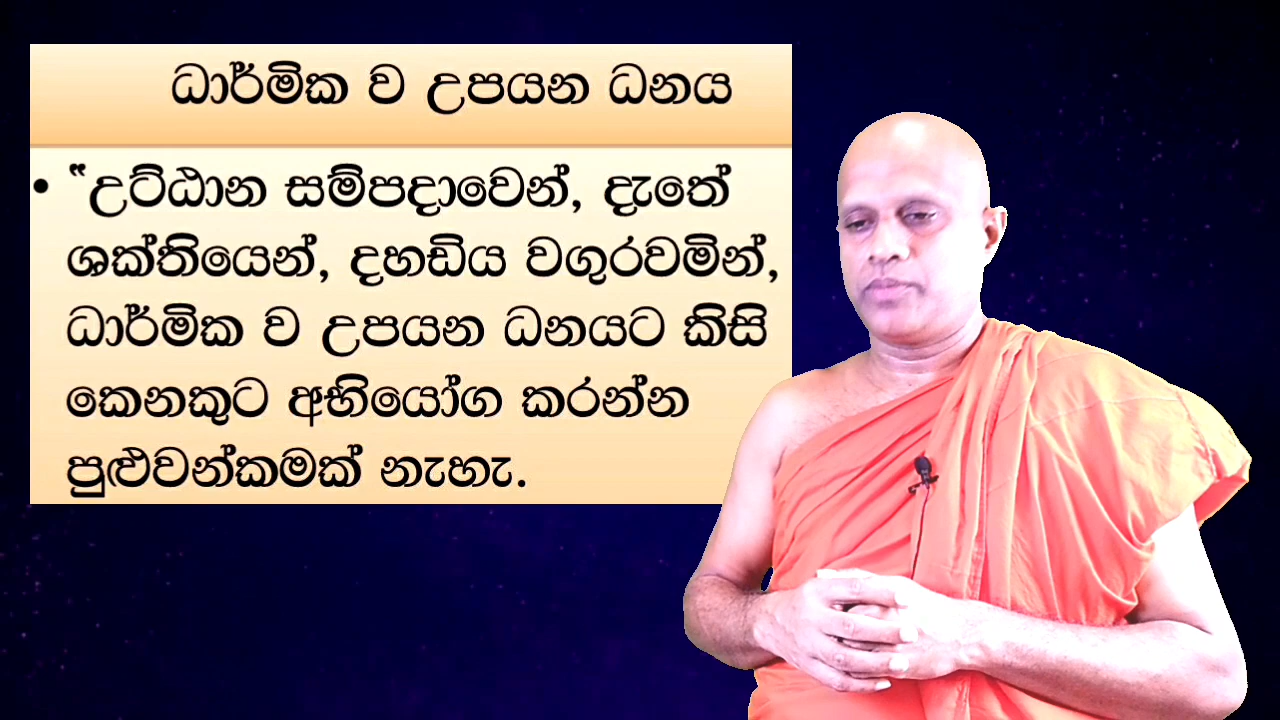 ධාර්මික ව උපයන ධනය
• “උට්ඨාන සම්පදාවෙන්, දෑතේ
ශක්තියෙන්, දහඩිය වගුරවමින්,
ධාර්මික ව උපයන ධනයට කිසි
කෙනකුට අභියෝග කරන්න
පුළුවන්කමක් නැහැ.